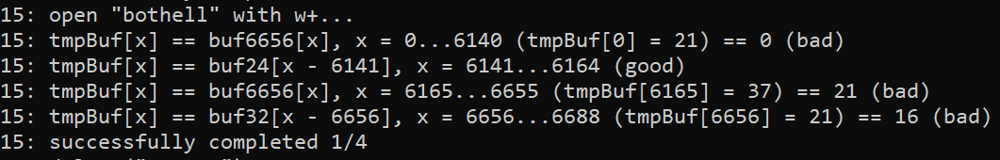 15: open "bothell" with w+...
15: tmpBuf[x] == buf6656[x], x = 0...6140 (tmpBuf[0] = 21) == 0 (bad)
15: tmpBuf[x] == buf24[x - 6141], x = 6141...6164 (good)
15: tmpBuf[x] == buf6656[x], x = 6165...6655 (tmpBuf[6165] = 37) == 21 (bad)
15: tmpBuf[x] == buf32[x - 6656], x = 6656...6688 (tmpBuf[6656] = 21) == 16 (bad)
15: successfully completed 1/4